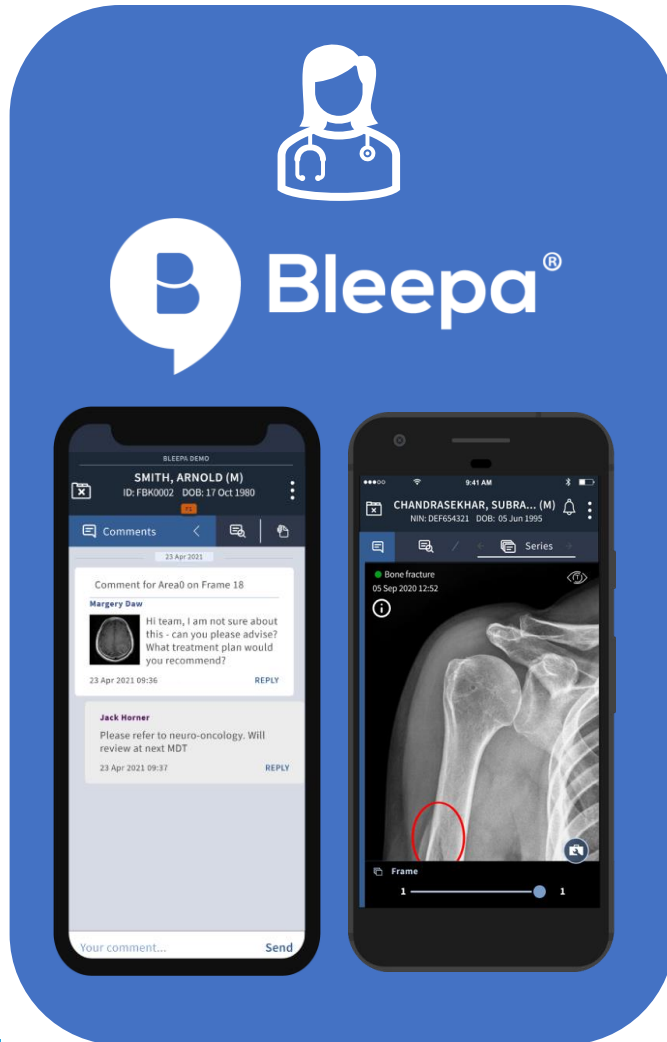 Bleepa®
BLEEPA DEMO
SMITH, ARNOLD (M)
ID: FBK0002 DOB: 17 Oct 1980
Comments
23 Apr 2021
Comment for Area0 on Frame 18
Margery Daw
Hi team, I am not sure about
this - can you please advise?
What treatment plan would
you recommend?
23 Apr 2021 09:36 REPLY
Jack Horner
Please refer to neuro-oncology. Will
review at next MDT
23 Apr 2021 09:37 REPLY
Your comment... Send
9:41 AM
CHANDRASEKHAR, SUBRA... (M)
NIN: DEF654321 DOB: 05 Jun 1995
Series
Bone fracture
05 Sep 2020 12:52
Frame
1 1